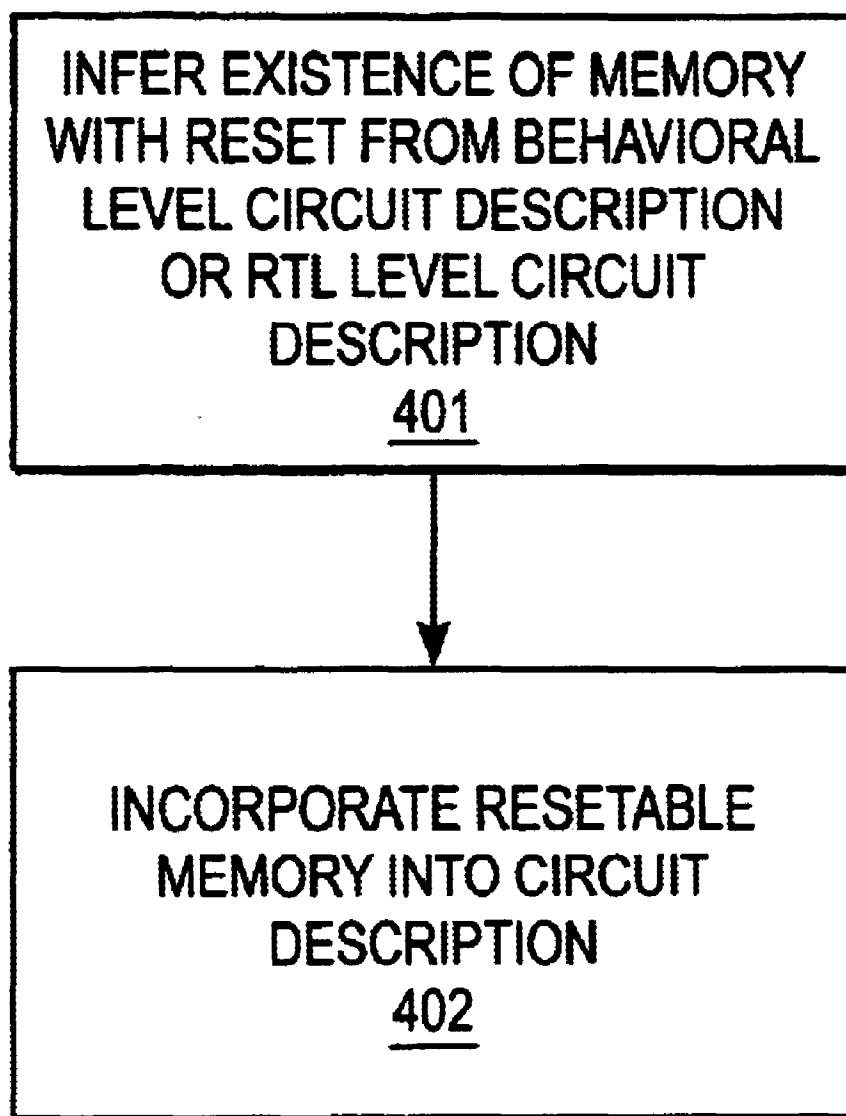 INFER EXISTENCE OF MEMORY
WITH RESET FROM BEHAVIORAL
LEVEL CIRCUIT DESCRIPTION
OR RTL LEVEL CIRCUIT
DESCRIPTION
401
INCORPORATE RESETABLE
MEMORY INTO CIRCUIT
DESCRIPTION
402